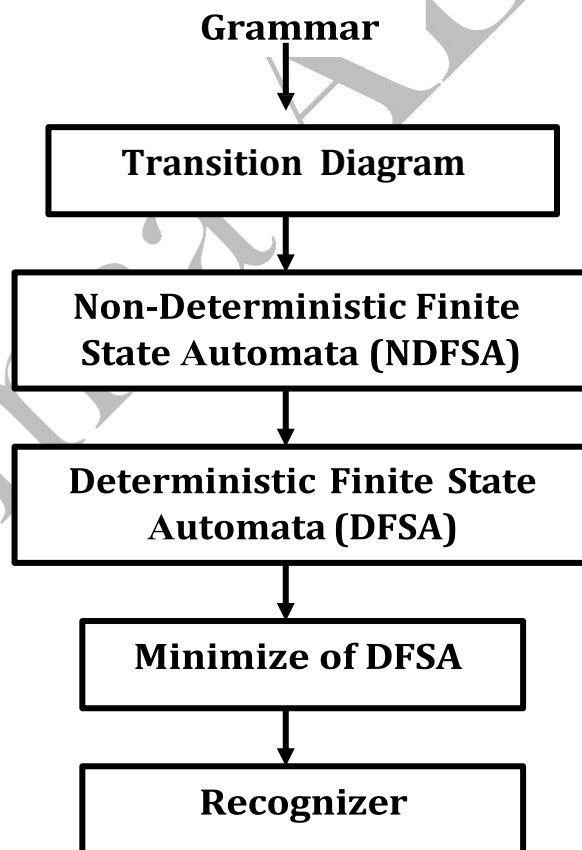 Grammar
Transition Diagram
Non-Deterministic Finite
State Automata (NDFSA)
Deterministic Finite State
Automata (DFSA)
Minimize of DFSA
Recognizer